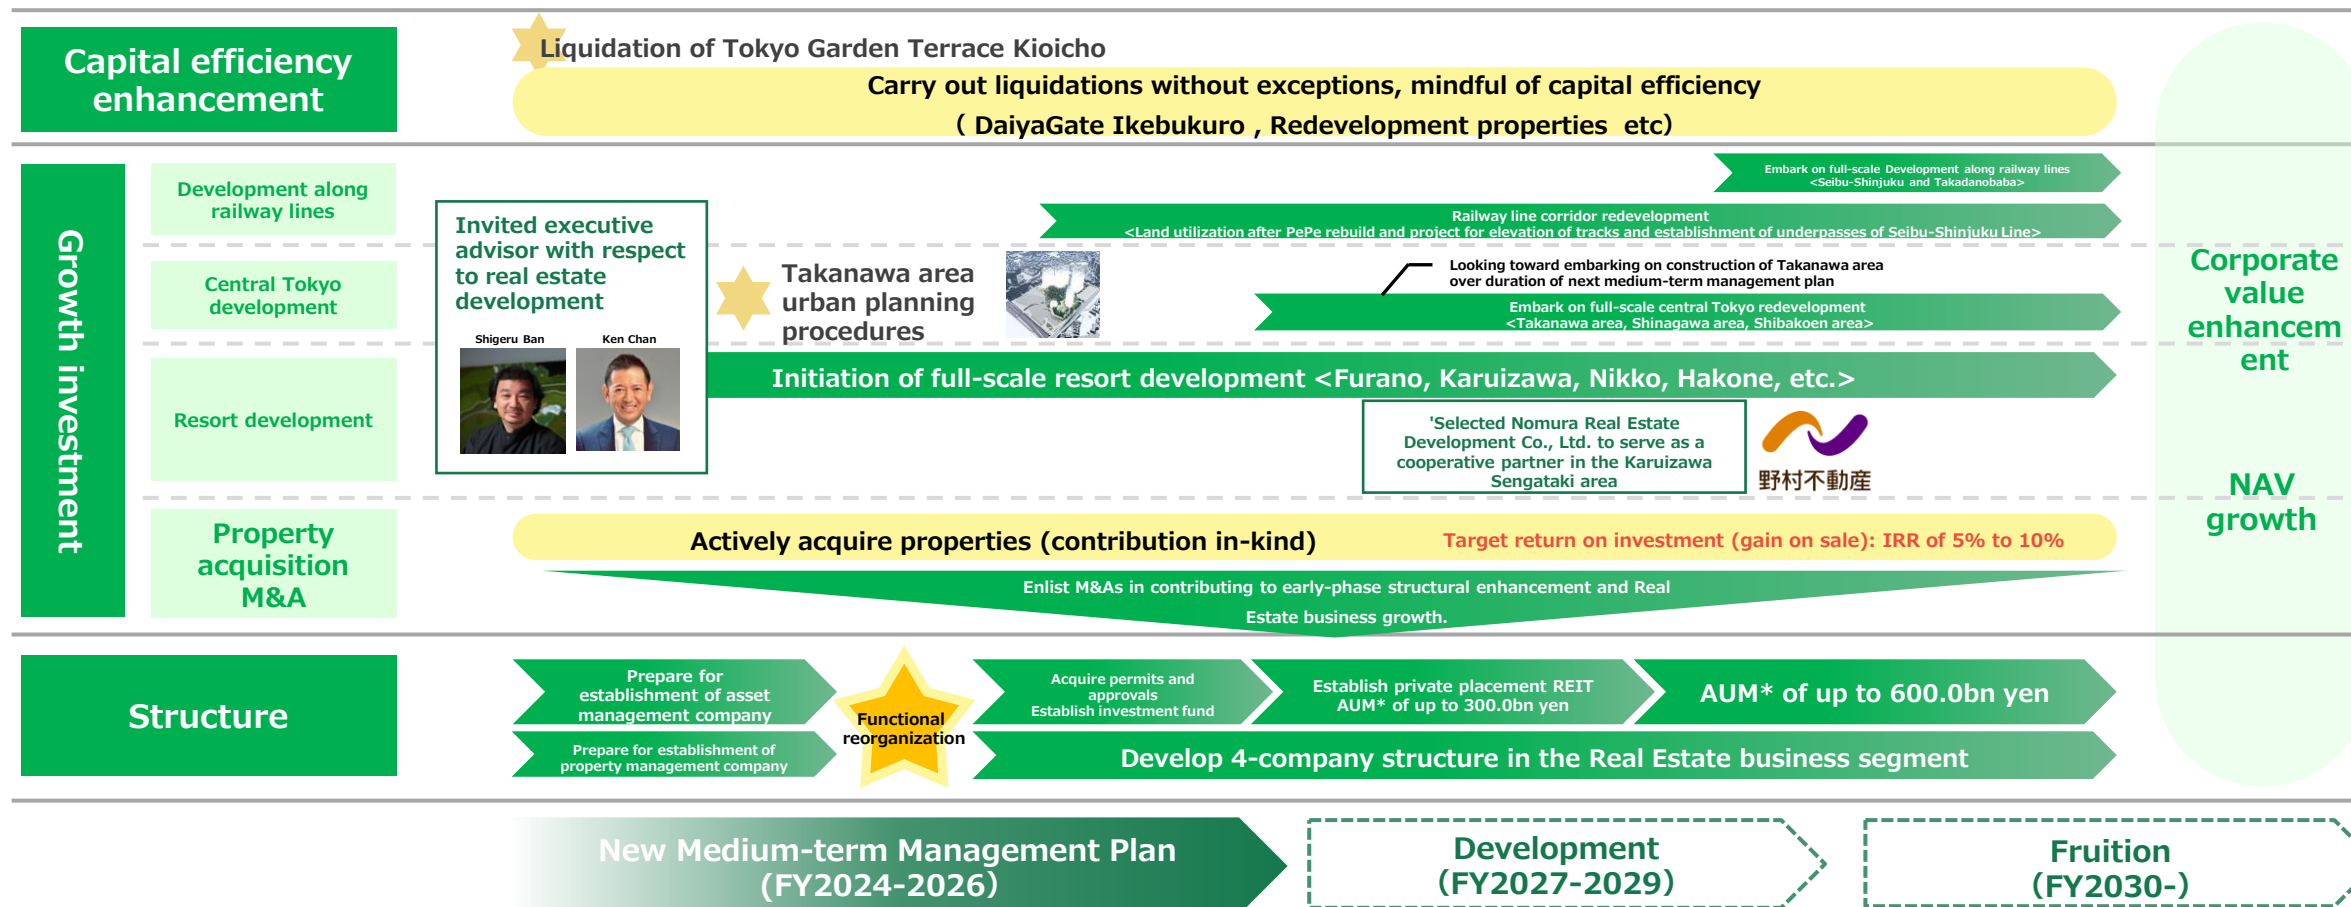 Capital efficiency
enhancement
Liquidation of Tokyo Garden Terrace Kioicho
Carry out liquidations without exceptions, mindful of capital efficiency
( DaiyaGate Ikebukuro , Redevelopment properties etc)
Growth investment
Development along
railway lines
Embark on full-scale Development along railway lines
<Seibu-Shinjuku and Takadanobaba>
Railway line corridor redevelopment
<Land utilization after PePe rebuild and project for elevation of tracks and establishment of underpasses of Seibu-Shinjuku Line>
Invited executive
advisor with respect
to real estate
development
Shigeru Ban
Ken Chan
Central Tokyo
development
Takanawa area
urban planning
procedures
Looking toward embarking on construction of Takanawa area
over duration of next medium-term management plan
Embark on full-scale central Tokyo redevelopment
<Takanawa area, Shinagawa area, Shibakoen area>
Resort development
Initiation of full-scale resort development <Furano, Karuizawa, Nikko, Hakone, etc.>
'Selected Nomura Real Estate
Development Co., Ltd. to serve as a
cooperative partner in the Karuizawa
Sengataki area
野村不動産
Property
acquisition
M&A
Actively acquire properties (contribution in-kind)
Target return on investment (gain on sale): IRR of 5% to 10%
Enlist M&As in contributing to early-phase structural enhancement and Real
Estate business growth.
Corporate
value
enhancem
ent
NAV
growth
Structure
Prepare for
establishment of asset
management company
Prepare for establishment of
property management company
Functional
reorganization
Acquire permits and
approvals
Establish investment fund
Establish private placement REIT
AUM* of up to 300.0bn yen
AUM* of up to 600.0bn yen
Develop 4-company structure in the Real Estate business segment
New Medium-term Management Plan
(FY2024-2026)
Development
(FY2027-2029)
Fruition
(FY2030-)